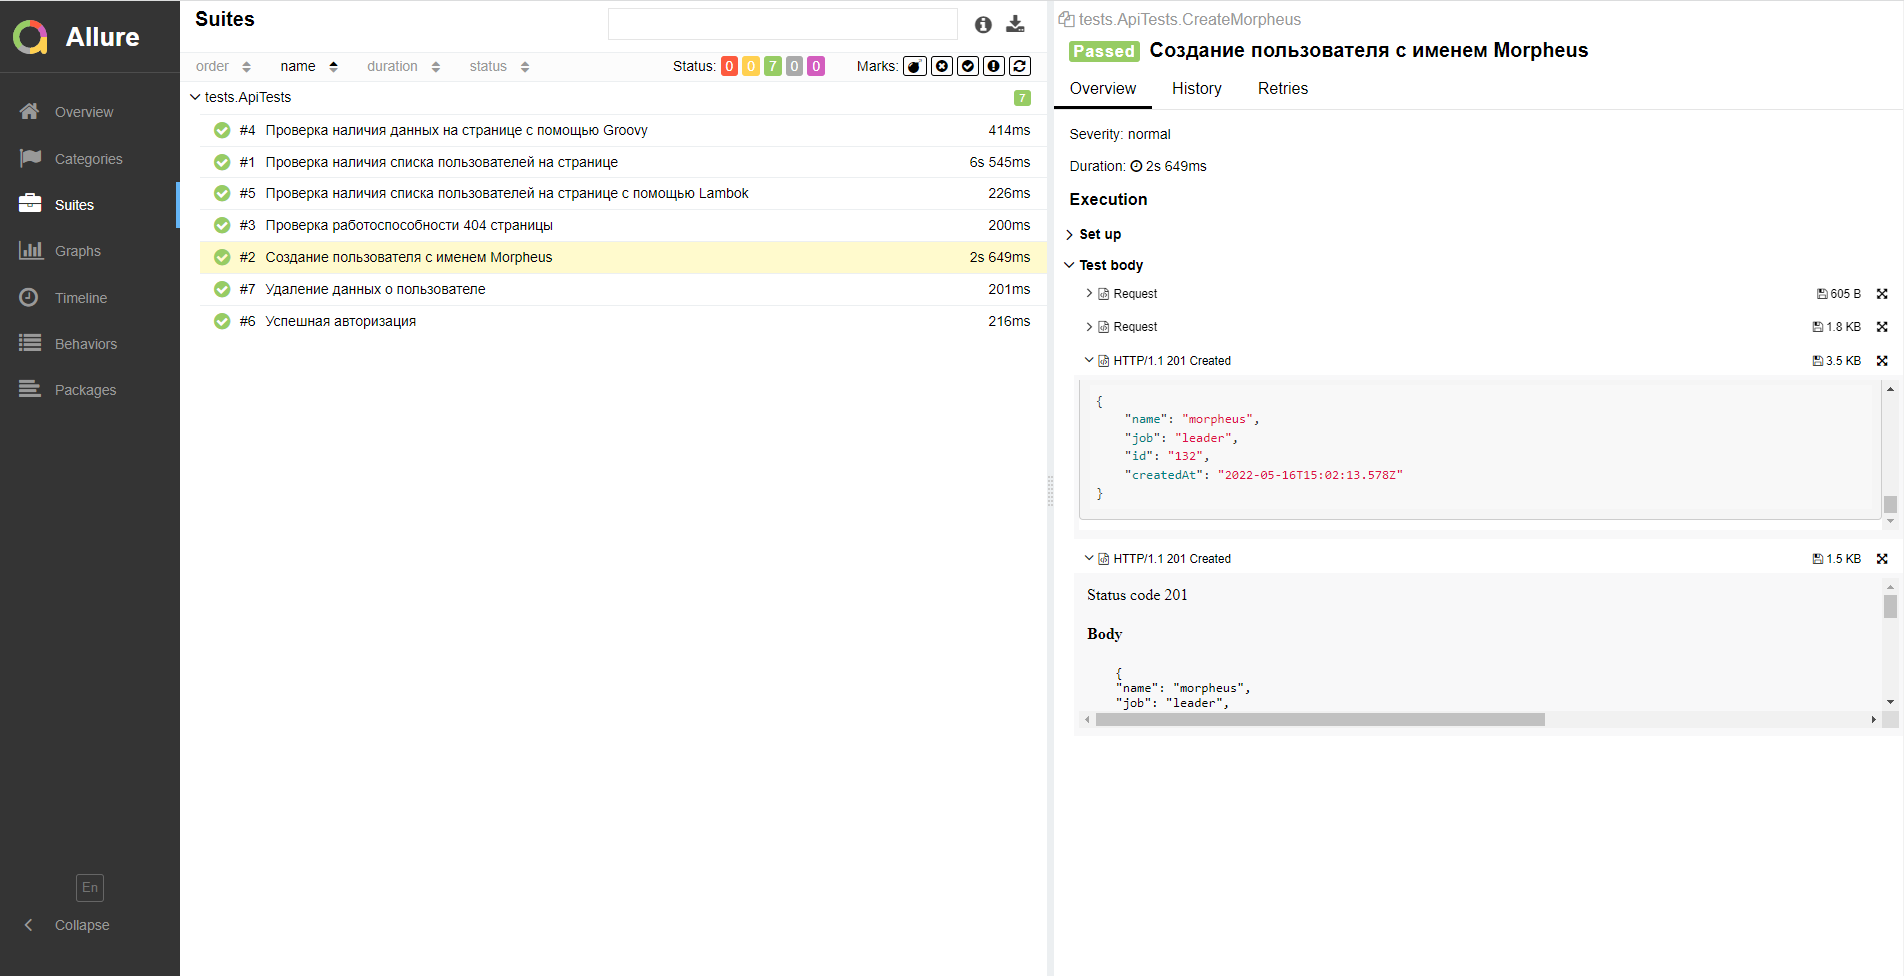 Allure
Overview
Categories
Suites
Graphs
Timeline
Behaviors
Packages
En
Collapse
Suites
order name duration status Status: 0 0 7 0 0 Marks:
tests.ApiTests 7
#4 Проверка наличия данных на странице с помощью Groovy 414ms
#1 Проверка наличия списка пользователей на странице 6s 545ms
#5 Проверка наличия списка пользователей на странице с помощью Lambok 226ms
#3 Проверка работоспособности 404 страницы 200ms
#2 Создание пользователя с именем Morpheus 2s 649ms
#7 Удаление данных о пользователе 201ms
#6 Успешная авторизация 216ms
tests.ApiTests.CreateMorpheus
Passed Создание пользователя с именем Morpheus
Overview History Retries
Severity: normal
Duration: 2s 649ms
Execution
Set up
Test body
Request 605 B
Request 1.8 KB
HTTP/1.1 201 Created 3.5 KB
{
"name": "morpheus",
"job": "leader",
"id": "132",
"createdAt": "2022-05-16T15:02:13.578Z"
}
HTTP/1.1 201 Created 1.5 KB
Status code 201
Body
{
"name": "morpheus",
"job": "leader",